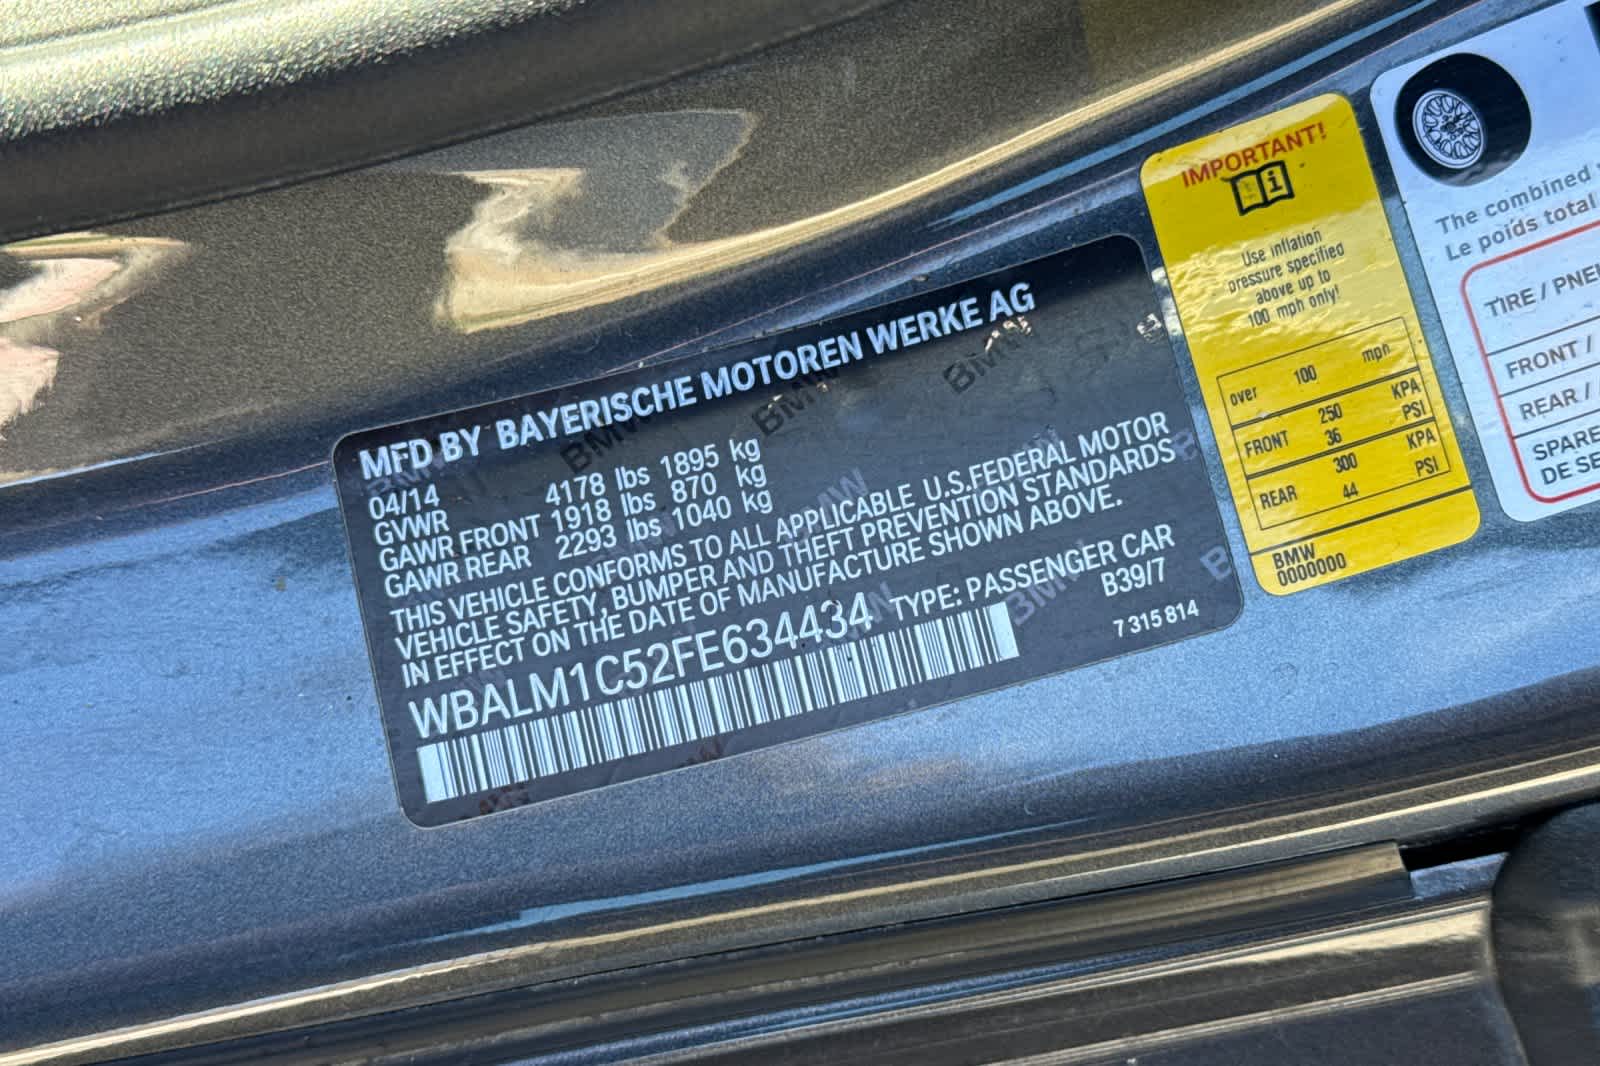 MFD BY BAYERISCHE MOTOREN WERKE AG
04/14
GVWR 4178 lbs 1895 kg
GAWR FRONT 1918 lbs 870 kg
GAWR REAR 2293 lbs 1040 kg
THIS VEHICLE CONFORMS TO ALL APPLICABLE U.S.FEDERAL MOTOR
VEHICLE SAFETY, BUMPER AND THEFT PREVENTION STANDARDS
IN EFFECT ON THE DATE OF MANUFACTURE SHOWN ABOVE.
WBALM1C52FE634434 TYPE: PASSENGER CAR
B39/7
7 315 814
IMPORTANT!
i
Use inflation
pressure specified
above up to
100 mph only!
over 100 mph
FRONT 250 KPA
36 PSI
REAR 300 KPA
44 PSI
BMW
0000000
The combined
Le poids total
TIRE / PNE
FRONT /
REAR /
SPARE
DE SE